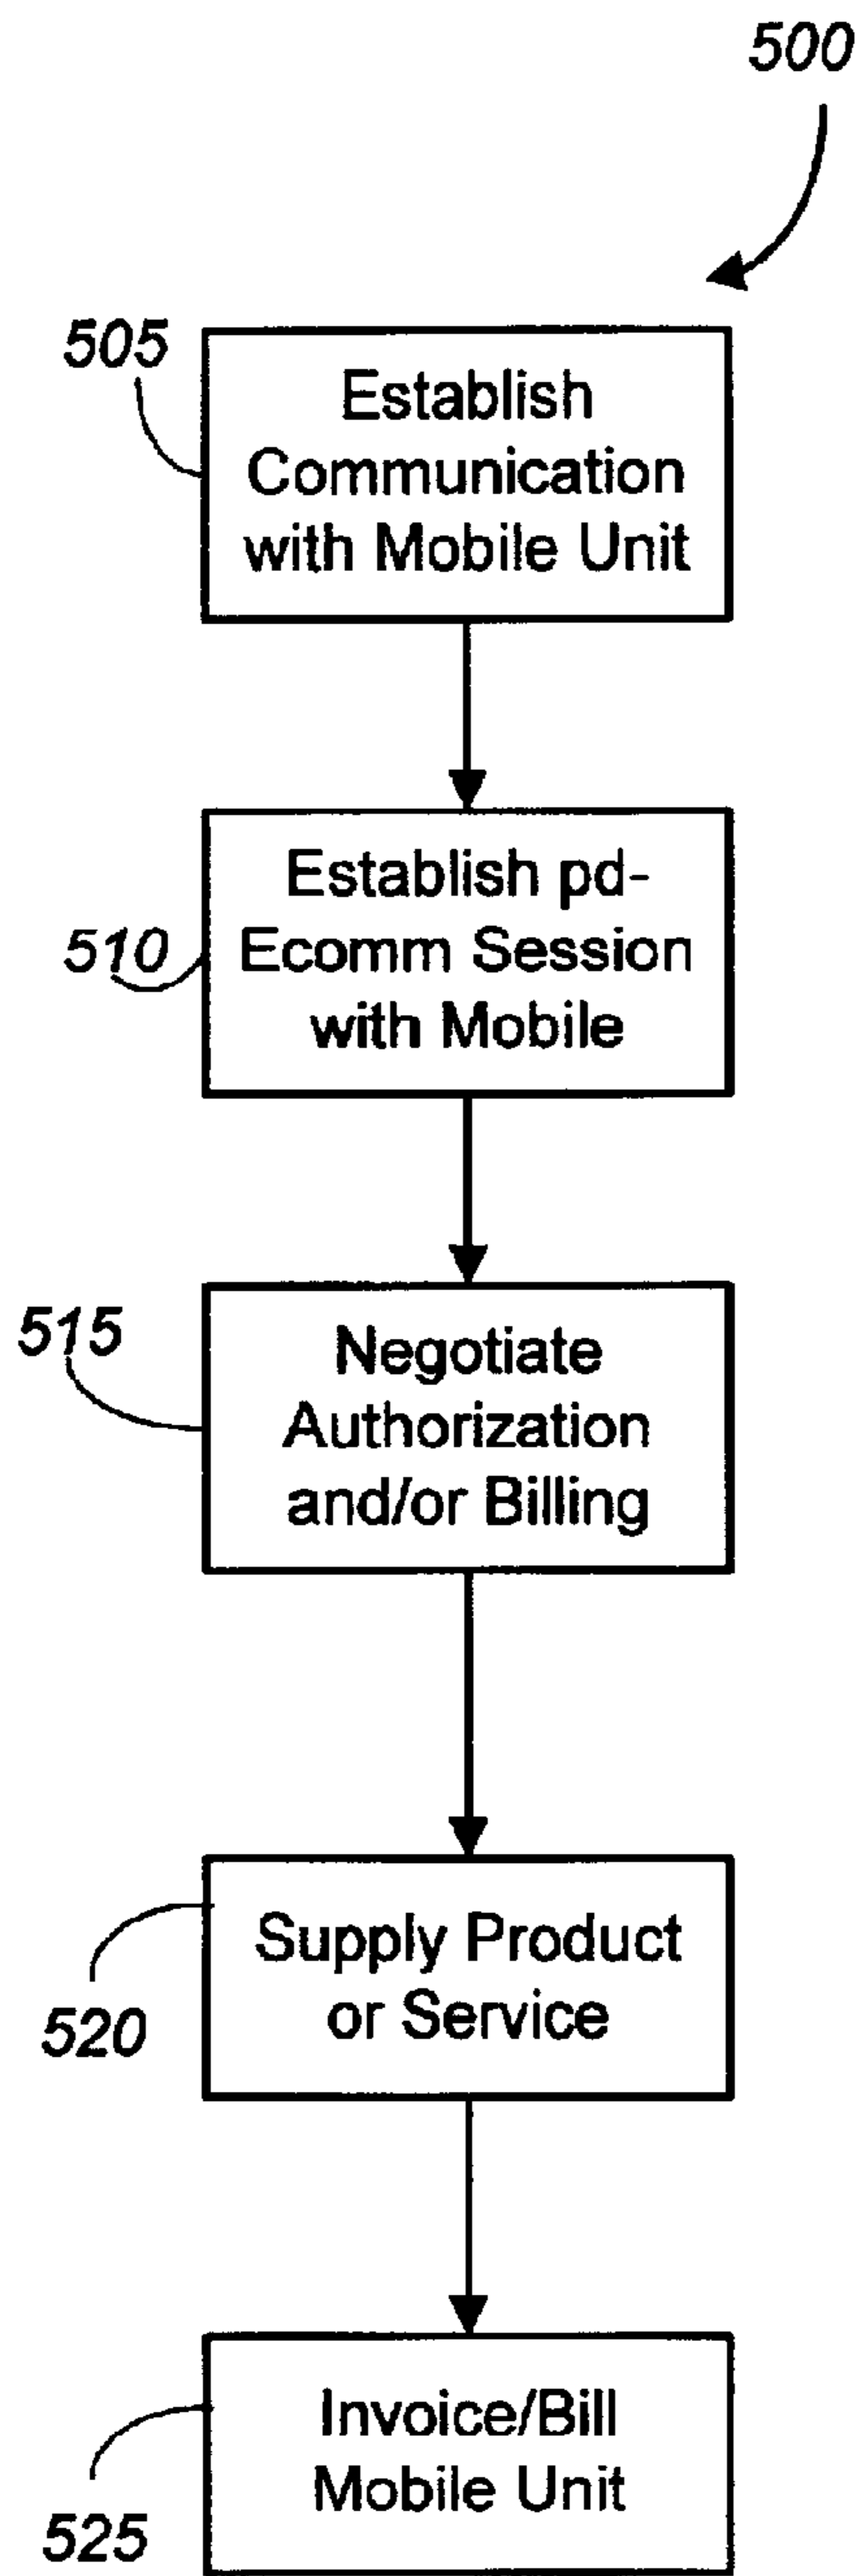 500
505
Establish
Communication
with Mobile Unit
510
Establish pd-
Ecomm Session
with Mobile
515
Negotiate
Authorization
and/or Billing
520
Supply Product
or Service
525
Invoice/Bill
Mobile Unit